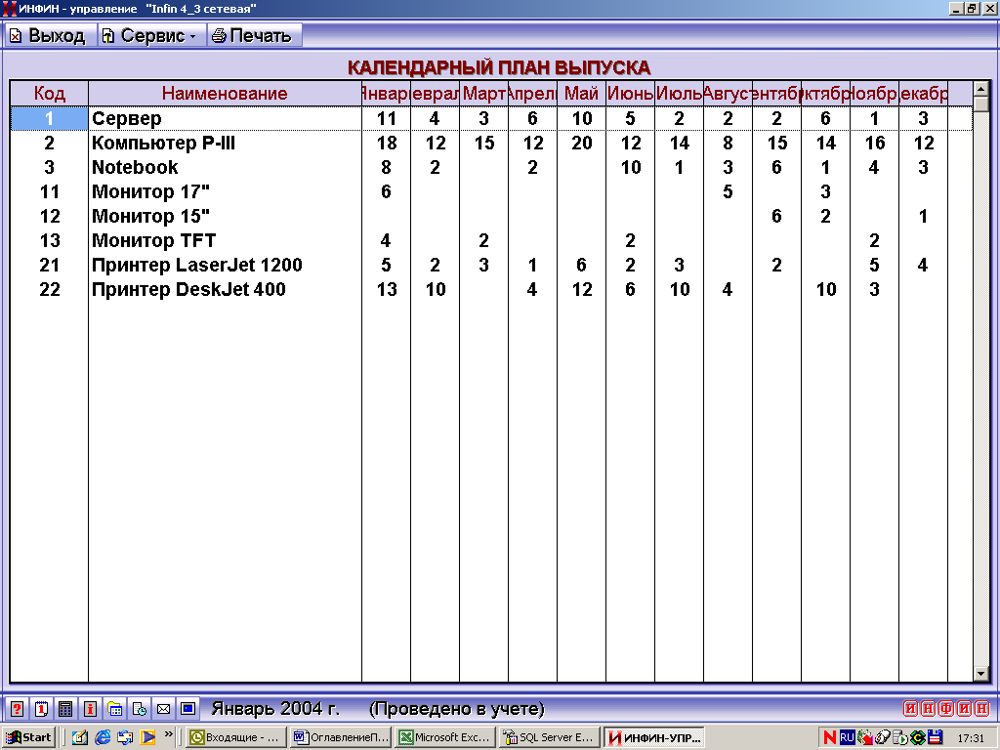 ИНФИН - управление "Infin 4_3 сетевая"
Выход Сервис Печать
КАЛЕНДАРНЫЙ ПЛАН ВЫПУСКА
Код Наименование Январ еврал Март Апрел Май Июнь Июль Август ентябр ктябр Ноябр екабр
1 Сервер 11 4 3 6 10 5 2 2 2 6 1 3
2 Компьютер P-III 18 12 15 12 20 12 14 8 15 14 16 12
3 Notebook 8 2 2 10 1 3 6 1 4 3
11 Монитор 17" 6 5 3
12 Монитор 15" 6 2 1
13 Монитор TFT 4 2 2 2
21 Принтер LaserJet 1200 5 2 3 1 6 2 3 2 5 4
22 Принтер DeskJet 400 13 10 4 12 6 10 4 10 3
Январь 2004 г. (Проведено в учете) ИНФИН
Start » Входящие - ... ОглавлениеП... Microsoft Exc... SQL Server E... ИНФИН-УПР... N RU 17:31